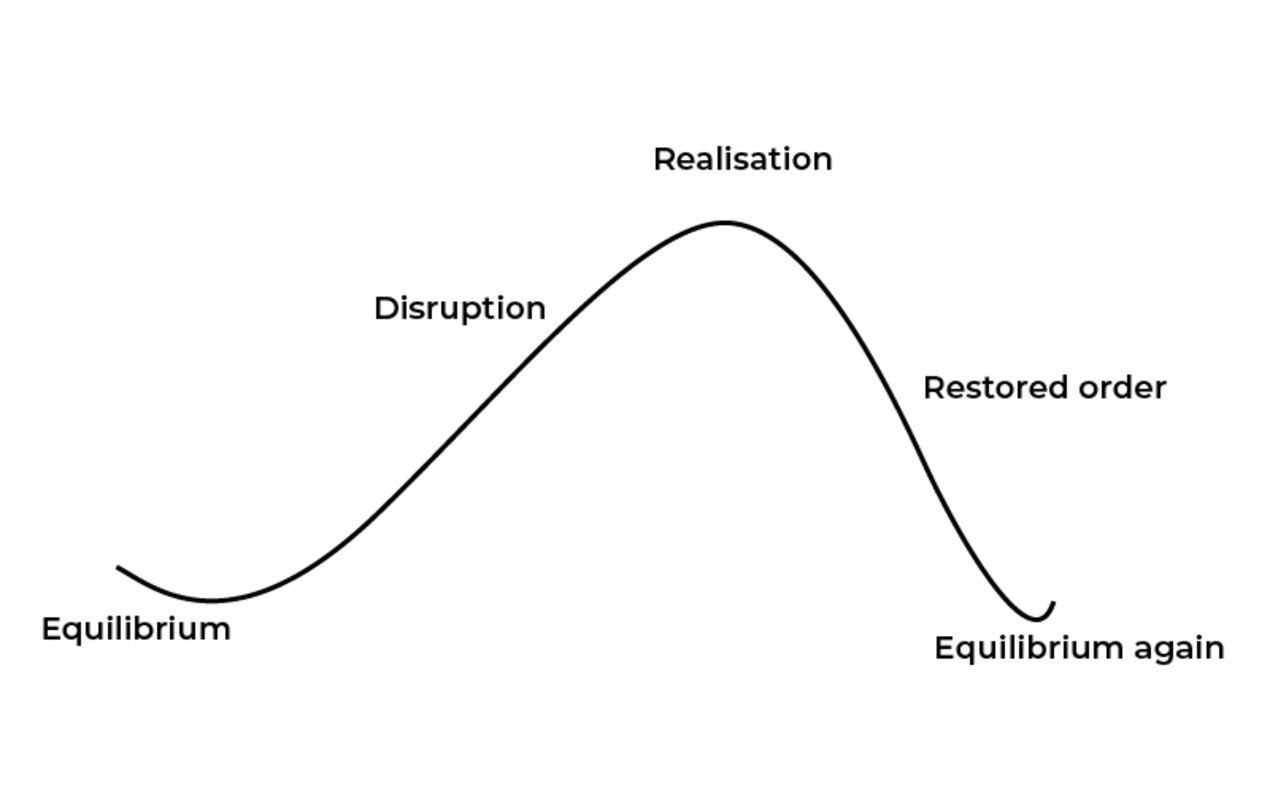 Realisation
Disruption
Restored order
Equilibrium
Equilibrium again